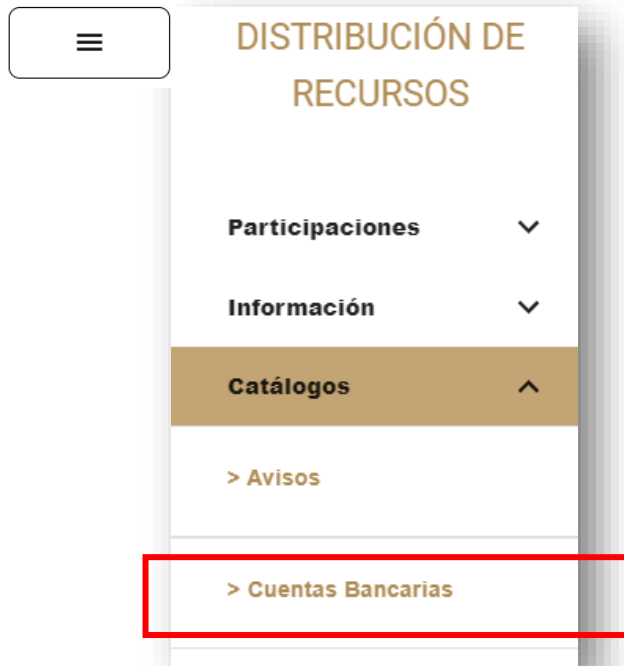 DISTRIBUCIÓN DE
RECURSOS
Participaciones
Información
Catálogos
> Avisos
> Cuentas Bancarias